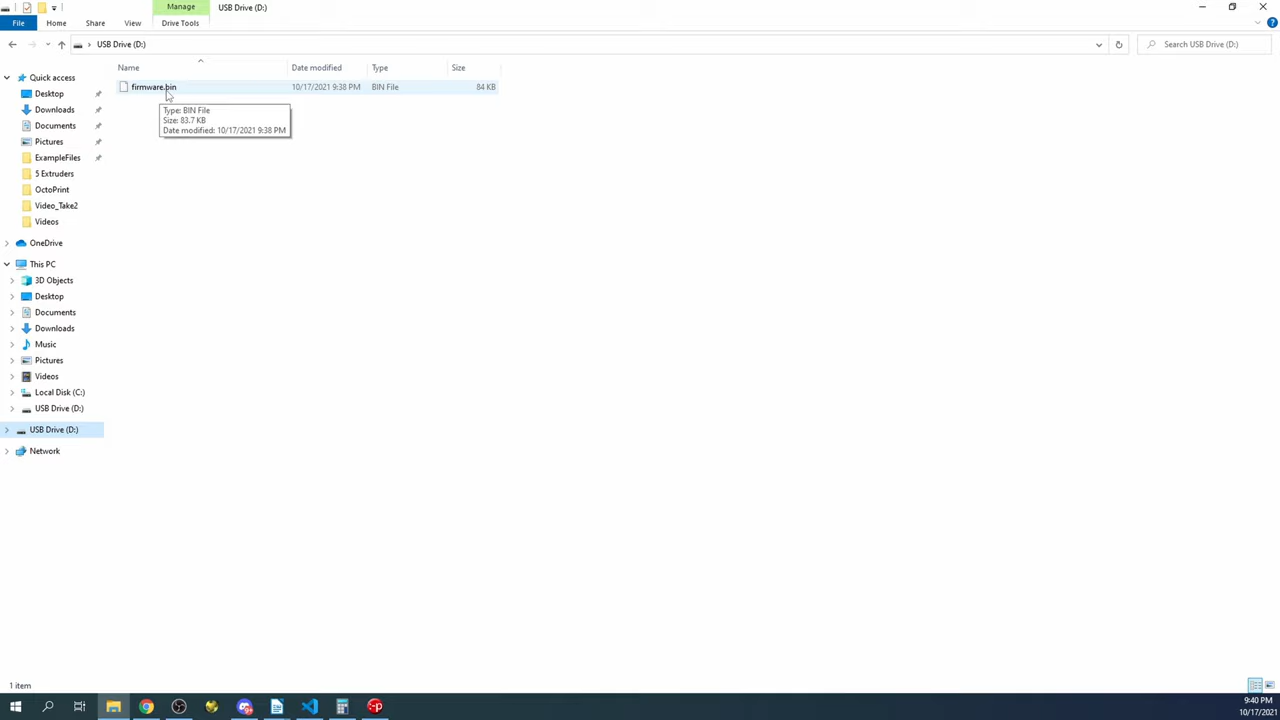 Manage
USB Drive (D:)
File
Home
Share
View
Drive Tools
USB Drive (D:)
Search USB Drive (D:)
Name
Date modified
Type
Size
firmware.bin
10/17/2021 9:38 PM
BIN File
84 KB
Type: BIN File
Size: 83.7 KB
Date modified: 10/17/2021 9:38 PM
Quick access
Desktop
Downloads
Documents
Pictures
ExampleFiles
5 Extruders
OctoPrint
Video_Take2
Videos
OneDrive
This PC
3D Objects
Desktop
Documents
Downloads
Music
Pictures
Videos
Local Disk (C:)
USB Drive (D:)
USB Drive (D:)
Network
1 item
9:40 PM
10/17/2021